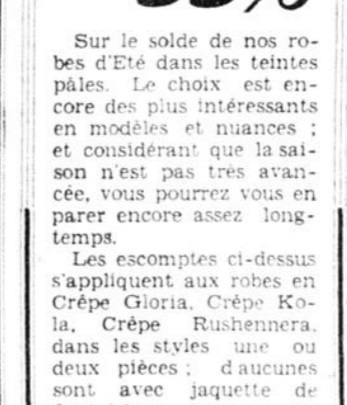 %
Sur le solde de nos ro-
bes d'Eté dans les teintes
pâles. Le choix est en-
core des plus intéressants
en modèles et nuances ;
et considérant que la sai-
son n'est pas très avan-
cée, vous pourrez vous en
parer encore assez long-
temps.
Les escomptes ci-dessus
s'appliquent aux robes en
Crêpe Gloria, Crêpe Ko-
la, Crêpe Rushennera,
dans les styles une ou
deux pièces ; d'aucunes
sont avec jaquette de